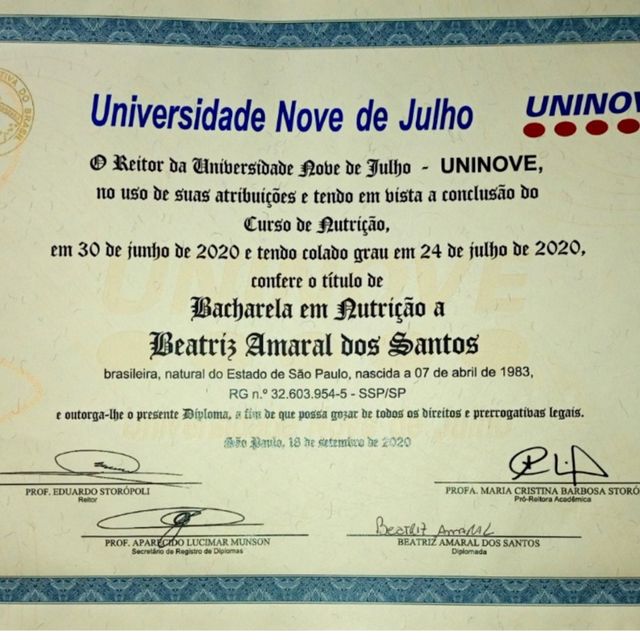 Universidade Nove de Julho
UNINOV
O Reitor da Universidade Nove de Julho - UNINOVE,
no uso de suas atribuições e tendo em vista a conclusão do
Curso de Nutrição,
em 30 de junho de 2020 e tendo colado grau em 24 de julho de 2020,
confere o título de
Bacharela em Nutrição a
Beatriz Amaral dos Santos
brasileira, natural do Estado de São Paulo, nascida a 07 de abril de 1983,
RG n.º 32.603.954-5 - SSP/SP
e outorga-lhe o presente Diploma, a fim de que possa gozar de todos os direitos e prerrogativas legais.
São Paulo, 18 de setembro de 2020
PROF. EDUARDO STORÓPOLI
Reitor
PROFA. MARIA CRISTINA BARBOSA STORÓ
Pró-Reitora Acadêmica
PROF. APARECIDO LUCIMAR MUNSON
Secretário de Registro de Diplomas
Beatriz Amaral
BEATRIZ AMARAL DOS SANTOS
Diplomada